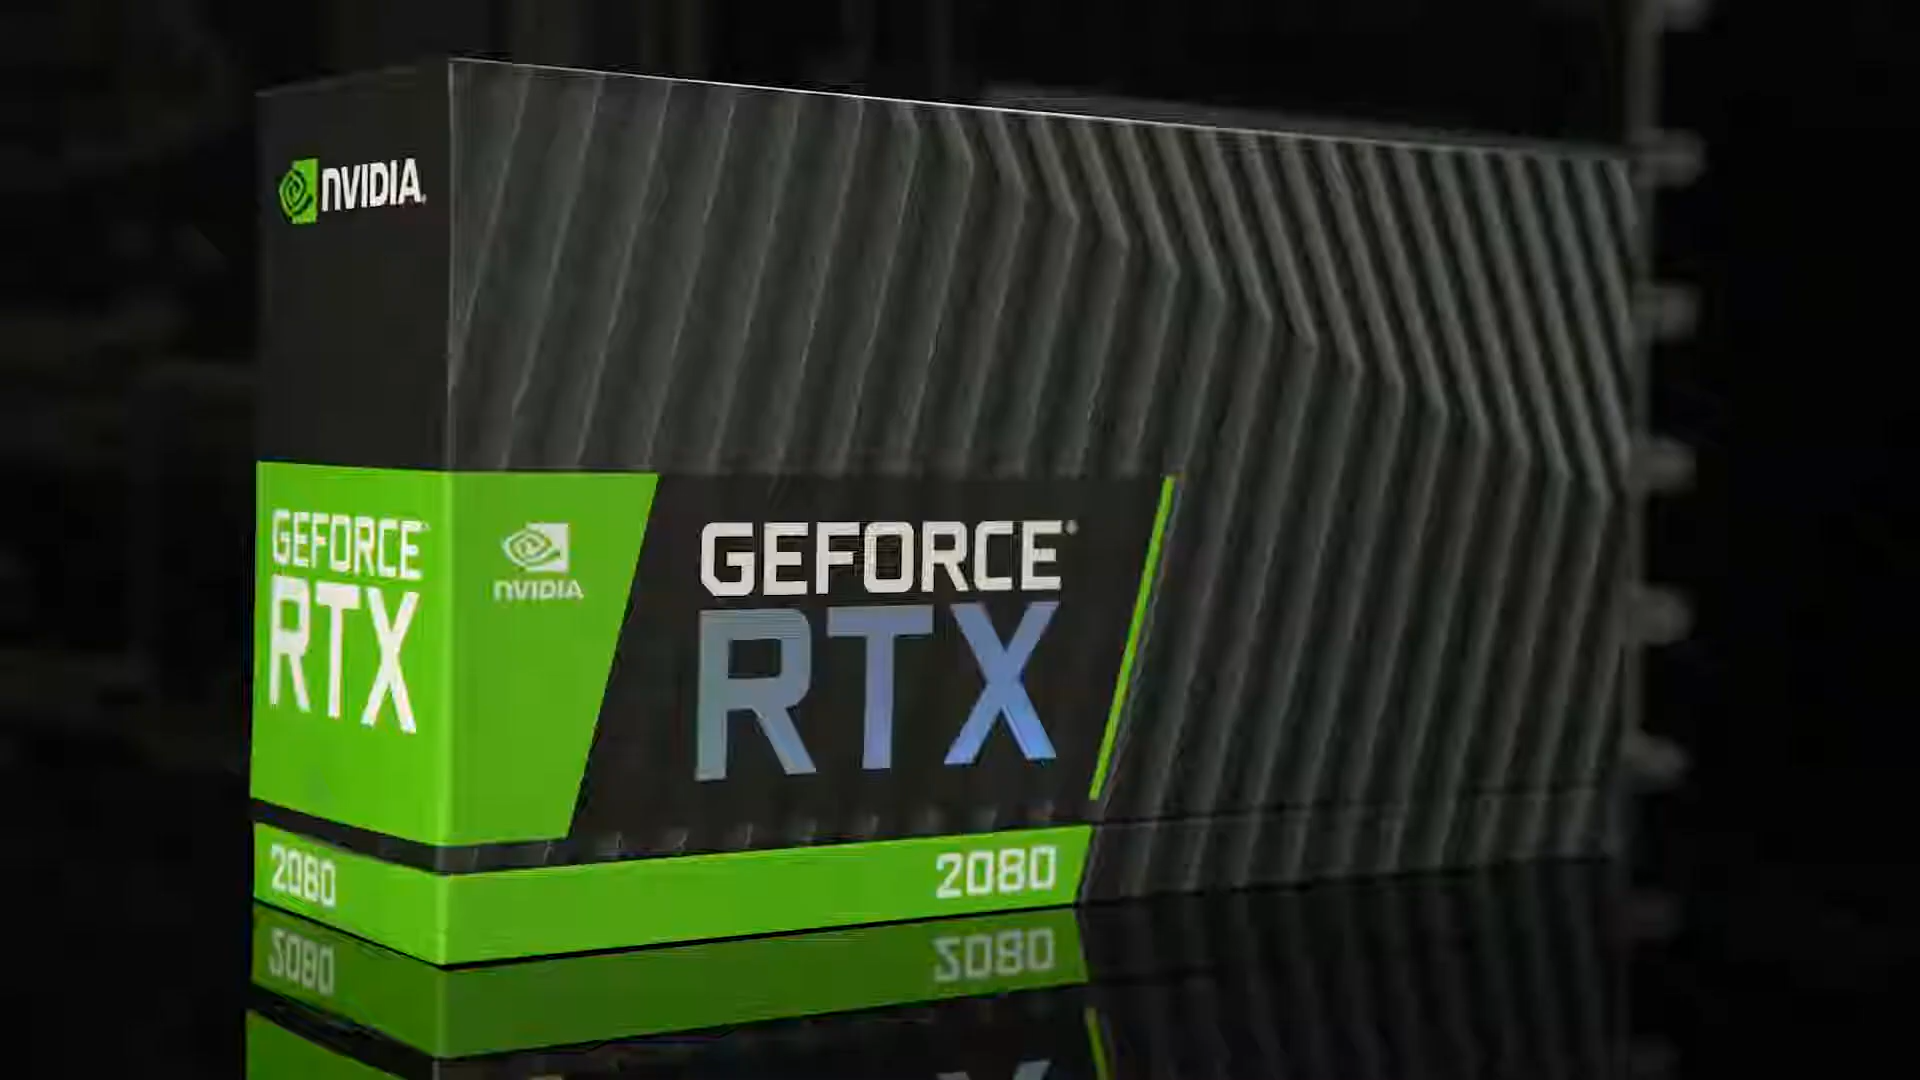 NVIDIA.
GEFORCE
RTX
2080
NVIDIA
GEFORCE®
RTX
2080